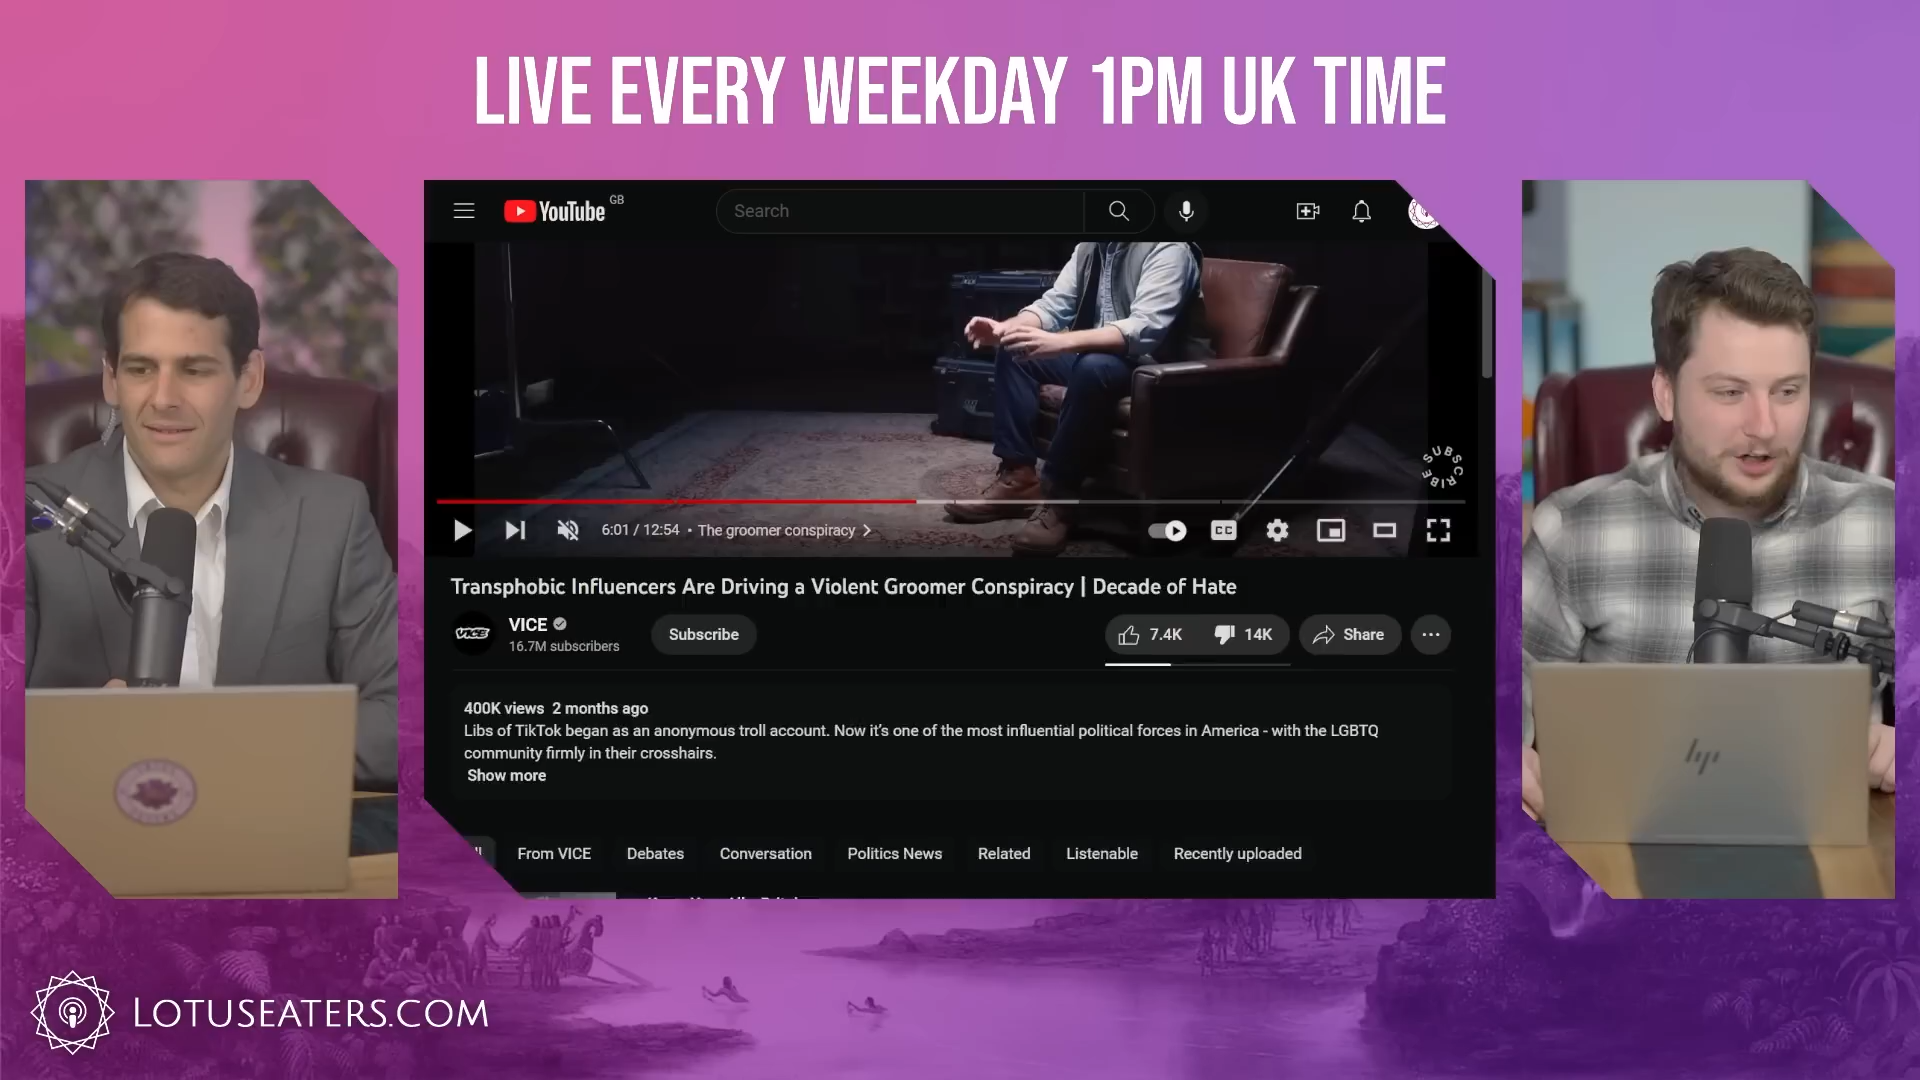 LIVE EVERY WEEKDAY 1PM UK TIME
YouTube GB
Search
SUBSCRIBE
6:01 / 12:54 • The groomer conspiracy
CC
Transphobic Influencers Are Driving a Violent Groomer Conspiracy | Decade of Hate
VICE
VICE
16.7M subscribers
Subscribe
7.4K
14K
Share
400K views 2 months ago
Libs of TikTok began as an anonymous troll account. Now it's one of the most influential political forces in America - with the LGBTQ
community firmly in their crosshairs.
Show more
From VICE
Debates
Conversation
Politics News
Related
Listenable
Recently uploaded
hp
LOTUSEATERS.COM